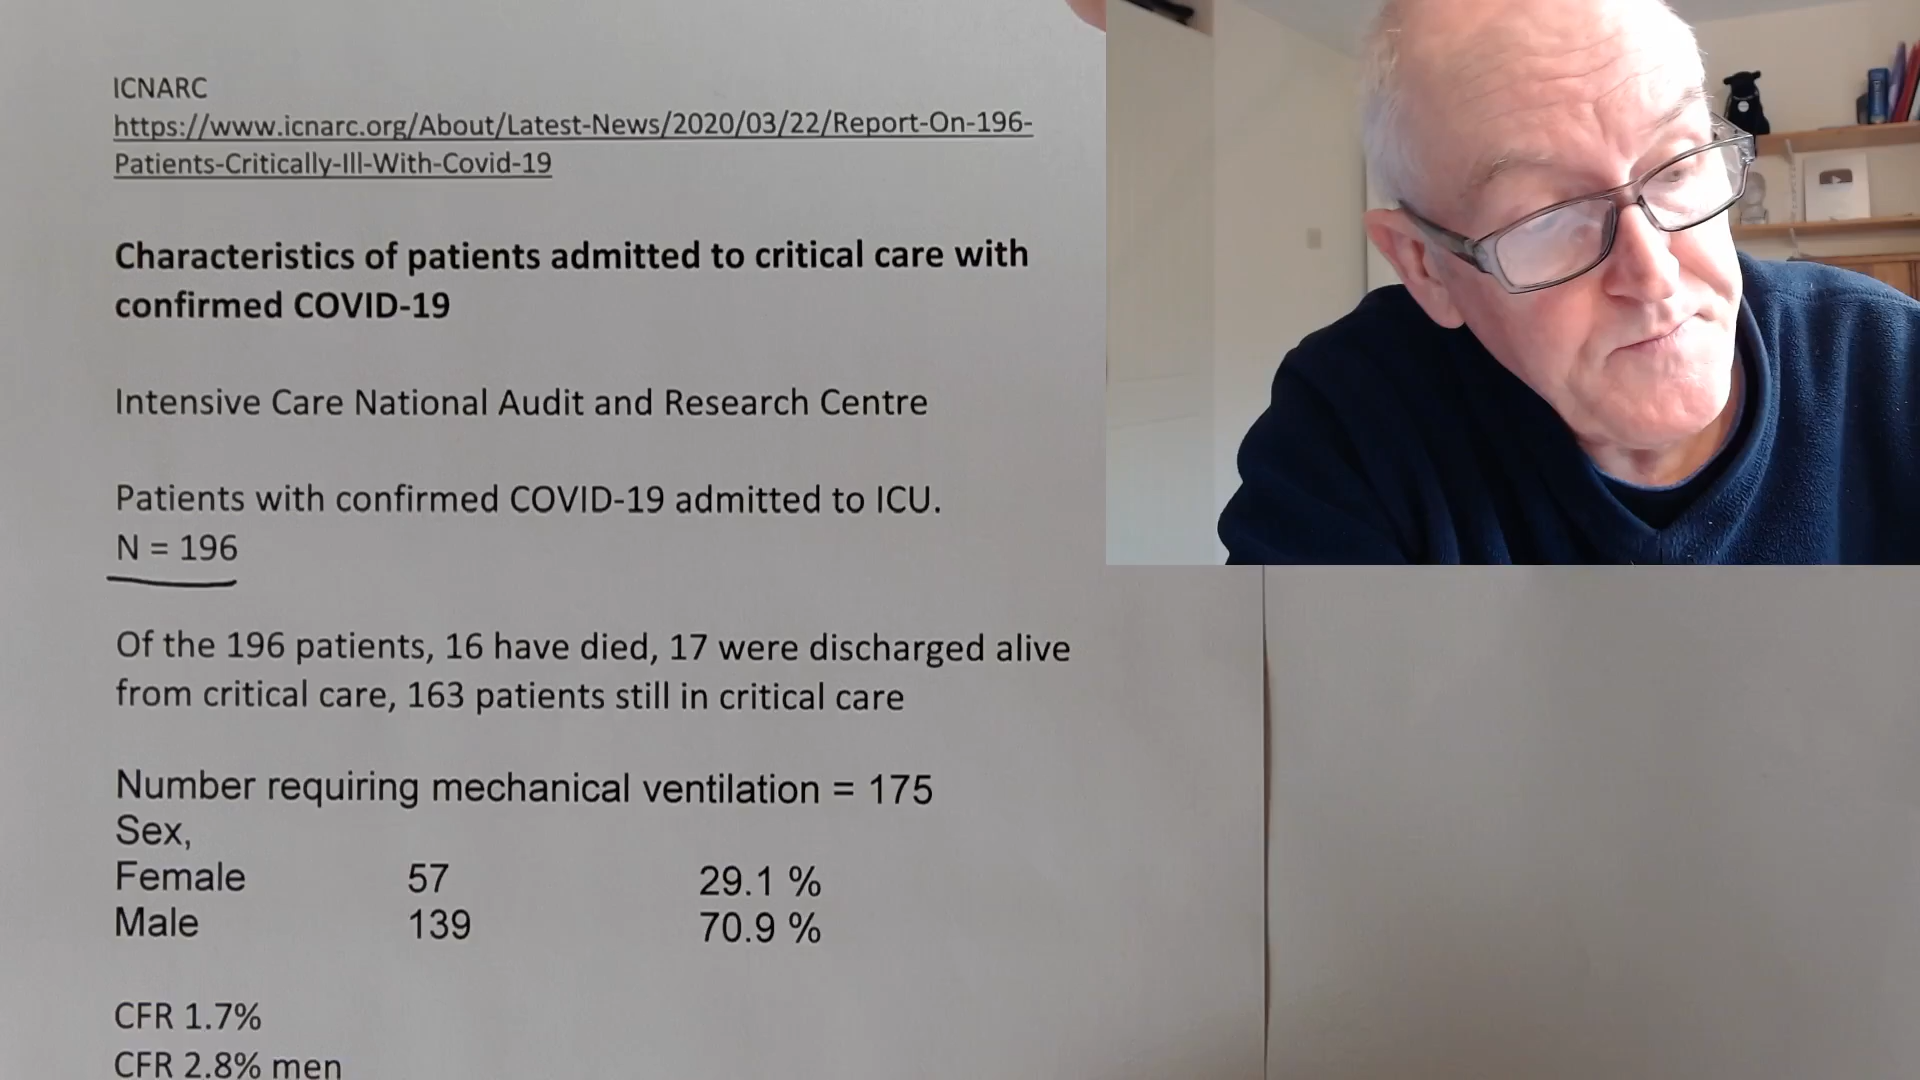 ICNARC
https://www.icnarc.org/About/Latest-News/2020/03/22/Report-On-196-
Patients-Critically-Ill-With-Covid-19
Characteristics of patients admitted to critical care with
confirmed COVID-19
Intensive Care National Audit and Research Centre
Patients with confirmed COVID-19 admitted to ICU.
N = 196
Of the 196 patients, 16 have died, 17 were discharged alive
from critical care, 163 patients still in critical care
Number requiring mechanical ventilation = 175
Sex,
Female 57 29.1 %
Male 139 70.9 %
CFR 1.7%
CFR 2.8% men